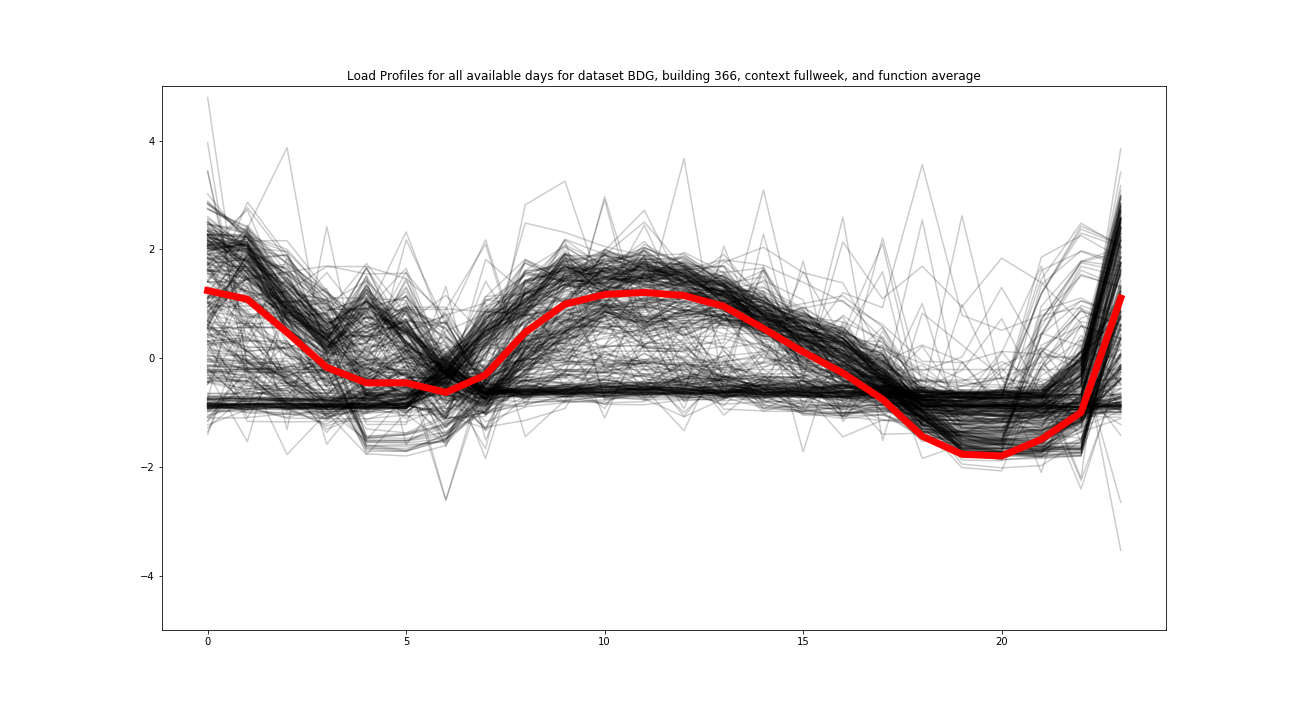 Load Profiles for all available days for dataset BDG, building 366, context fullweek, and function average
4
2
0
−2
−4
0 5 10 15 20